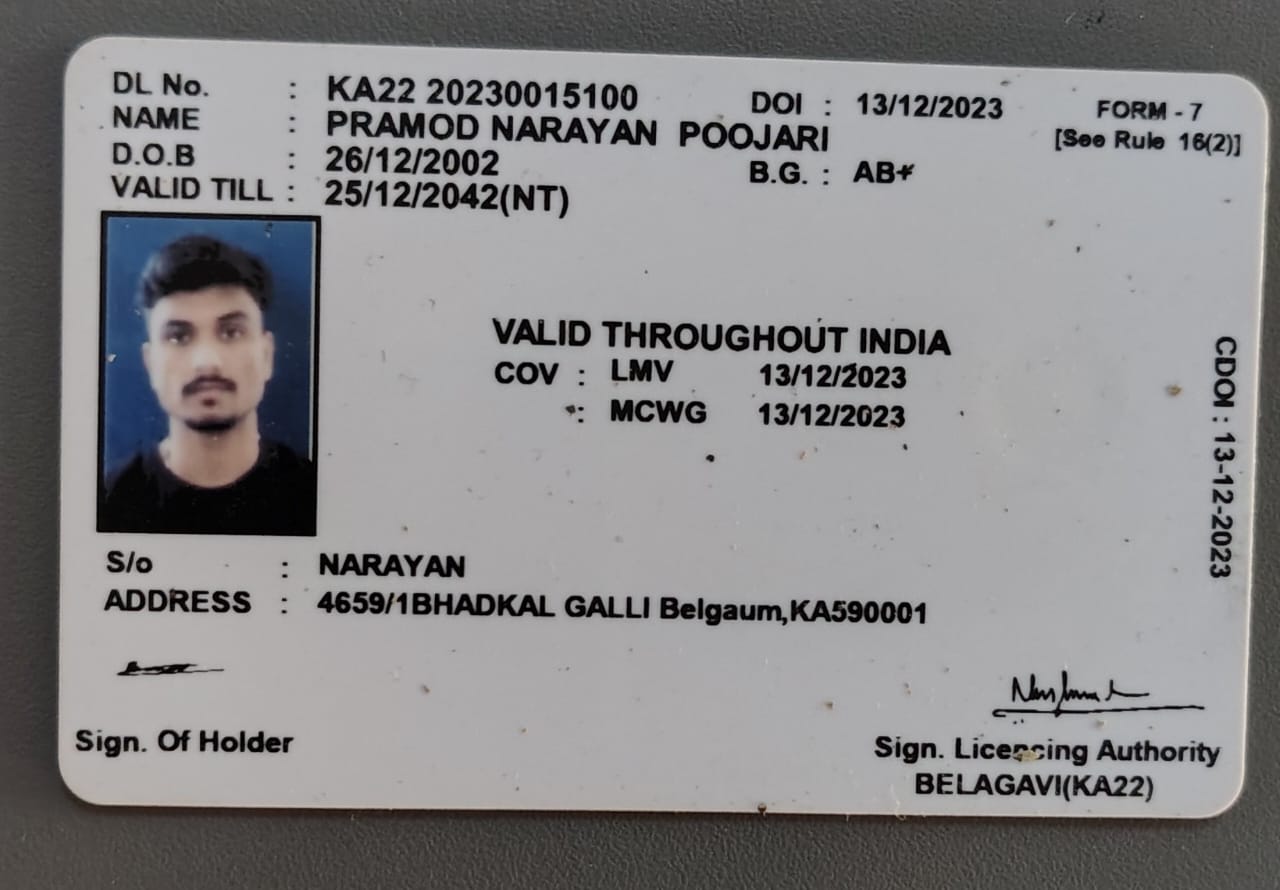 DL No. : KA22 20230015100 DOI : 13/12/2023 FORM - 7
NAME : PRAMOD NARAYAN POOJARI [See Rule 16(2)]
D.O.B : 26/12/2002 B.G. : AB+
VALID TILL : 25/12/2042(NT)
VALID THROUGHOUT INDIA
COV : LMV 13/12/2023
: MCWG 13/12/2023
CDOI : 13-12-2023
S/o : NARAYAN
ADDRESS : 4659/1BHADKAL GALLI Belgaum,KA590001
Sign. Of Holder
Sign. Licencing Authority
BELAGAVI(KA22)